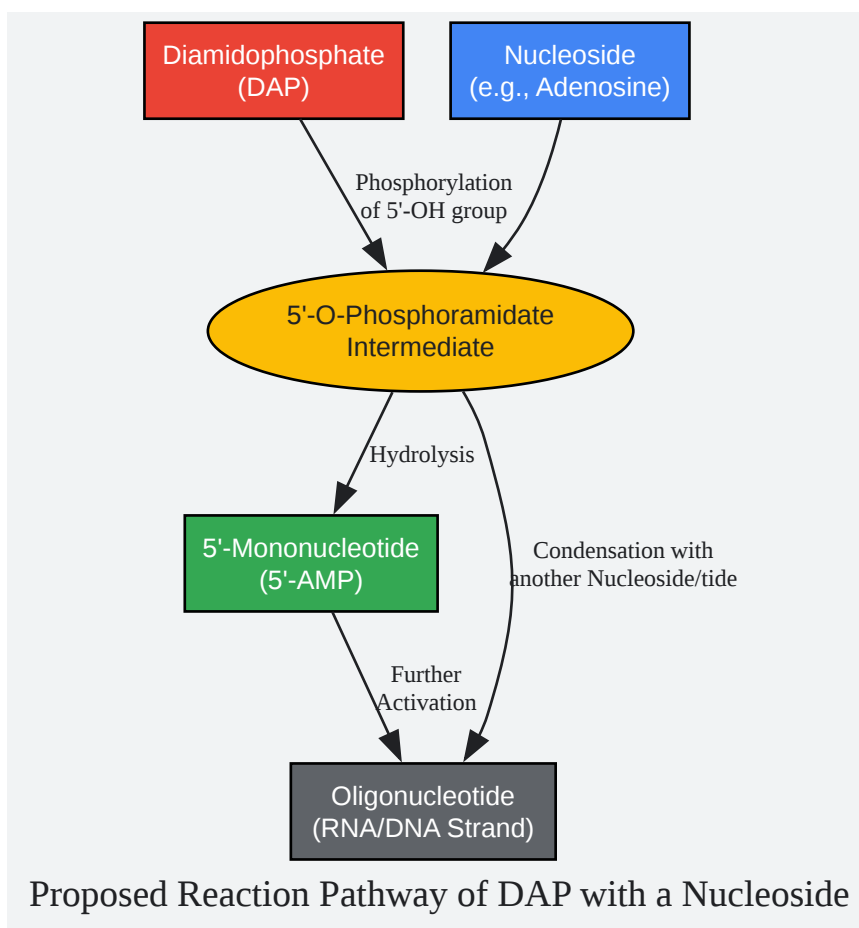 Diamidophosphate
(DAP)
Nucleoside
(e.g., Adenosine)
Phosphorylation
of 5'-OH group
5'-O-Phosphoramidate
Intermediate
Hydrolysis
5'-Mononucleotide
(5'-AMP)
Condensation with
another Nucleoside/tide
Further
Activation
Oligonucleotide
(RNA/DNA Strand)
Proposed Reaction Pathway of DAP with a Nucleoside